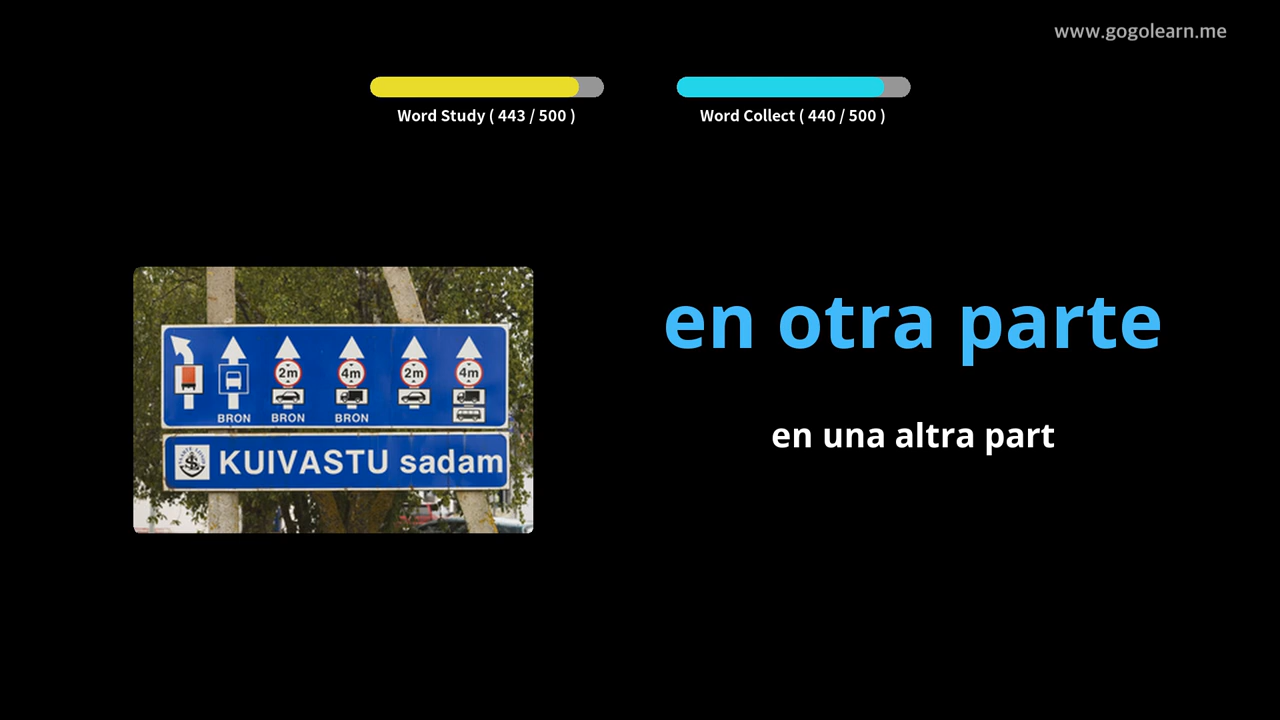 www.gogolearn.me
Word Study ( 443 / 500 )
Word Collect ( 440 / 500 )
en otra parte
en una altra part
2m 4m 2m 4m
BRON BRON BRON
KUIVASTU sadam